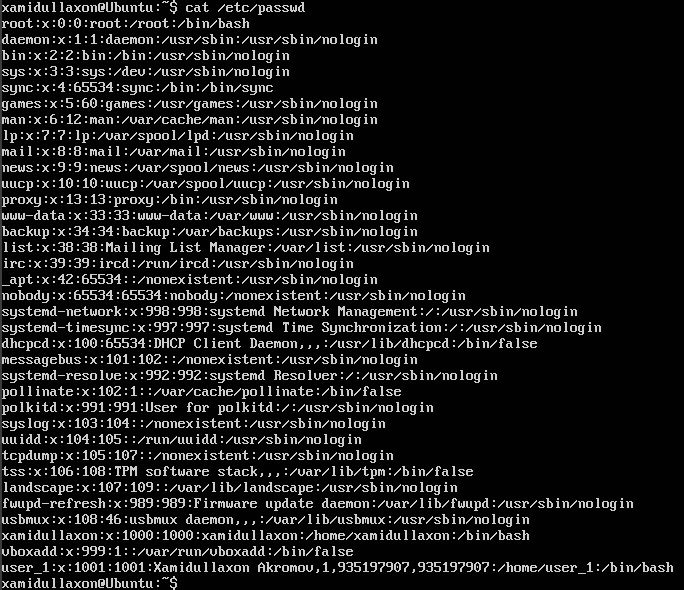 xamidullaxon@Ubuntu:~$ cat /etc/passwd
root:x:0:0:root:/root:/bin/bash
daemon:x:1:1:daemon:/usr/sbin:/usr/sbin/nologin
bin:x:2:2:bin:/bin:/usr/sbin/nologin
sys:x:3:3:sys:/dev:/usr/sbin/nologin
sync:x:4:65534:sync:/bin:/bin/sync
games:x:5:60:games:/usr/games:/usr/sbin/nologin
man:x:6:12:man:/var/cache/man:/usr/sbin/nologin
lp:x:7:7:lp:/var/spool/lpd:/usr/sbin/nologin
mail:x:8:8:mail:/var/mail:/usr/sbin/nologin
news:x:9:9:news:/var/spool/news:/usr/sbin/nologin
uucp:x:10:10:uucp:/var/spool/uucp:/usr/sbin/nologin
proxy:x:13:13:proxy:/bin:/usr/sbin/nologin
www-data:x:33:33:www-data:/var/www:/usr/sbin/nologin
backup:x:34:34:backup:/var/backups:/usr/sbin/nologin
list:x:38:38:Mailing List Manager:/var/list:/usr/sbin/nologin
irc:x:39:39:ircd:/run/ircd:/usr/sbin/nologin
_apt:x:42:65534::/nonexistent:/usr/sbin/nologin
nobody:x:65534:65534:nobody:/nonexistent:/usr/sbin/nologin
systemd-network:x:998:998:systemd Network Management:/:/usr/sbin/nologin
systemd-timesync:x:997:997:systemd Time Synchronization:/:/usr/sbin/nologin
dhcpcd:x:100:65534:DHCP Client Daemon,,,:/usr/lib/dhcpcd:/bin/false
messagebus:x:101:102::/nonexistent:/usr/sbin/nologin
systemd-resolve:x:992:992:systemd Resolver:/:/usr/sbin/nologin
pollinate:x:102:1::/var/cache/pollinate:/bin/false
polkitd:x:991:991:User for polkitd:/:/usr/sbin/nologin
syslog:x:103:104::/nonexistent:/usr/sbin/nologin
uuidd:x:104:105::/run/uuidd:/usr/sbin/nologin
tcpdump:x:105:107::/nonexistent:/usr/sbin/nologin
tss:x:106:108:TPM software stack,,,:/var/lib/tpm:/bin/false
landscape:x:107:109::/var/lib/landscape:/usr/sbin/nologin
fwupd-refresh:x:989:989:Firmware update daemon:/var/lib/fwupd:/usr/sbin/nologin
usbmux:x:108:46:usbmux daemon,,,:/var/lib/usbmux:/usr/sbin/nologin
xamidullaxon:x:1000:1000:xamidullaxon:/home/xamidullaxon:/bin/bash
vboxadd:x:999:1::/var/run/vboxadd:/bin/false
user_1:x:1001:1001:Xamidullaxon Akromov,1,935197907,935197907:/home/user_1:/bin/bash
xamidullaxon@Ubuntu:~$